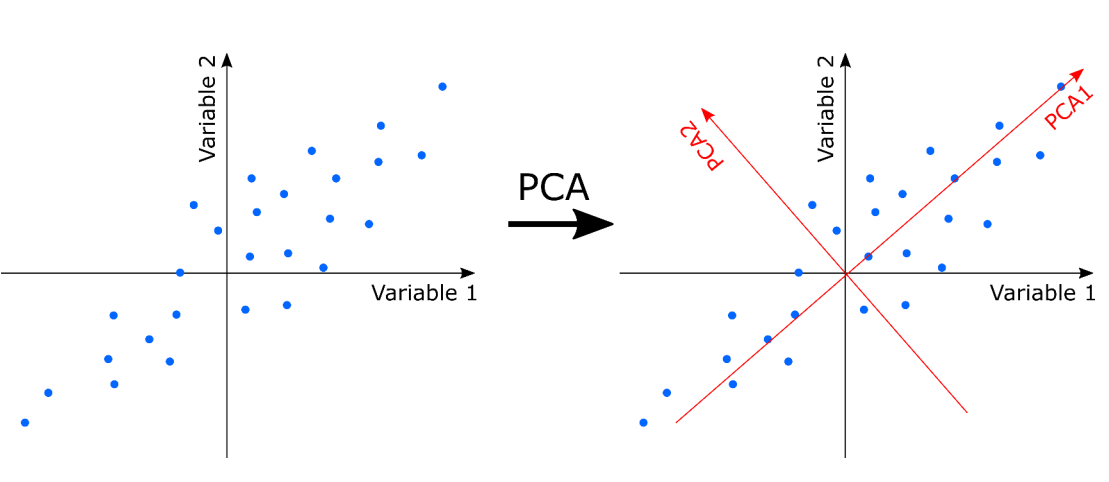 Variable 2
Variable 1
PCA
Variable 2
Variable 1
PCA2
PCA1